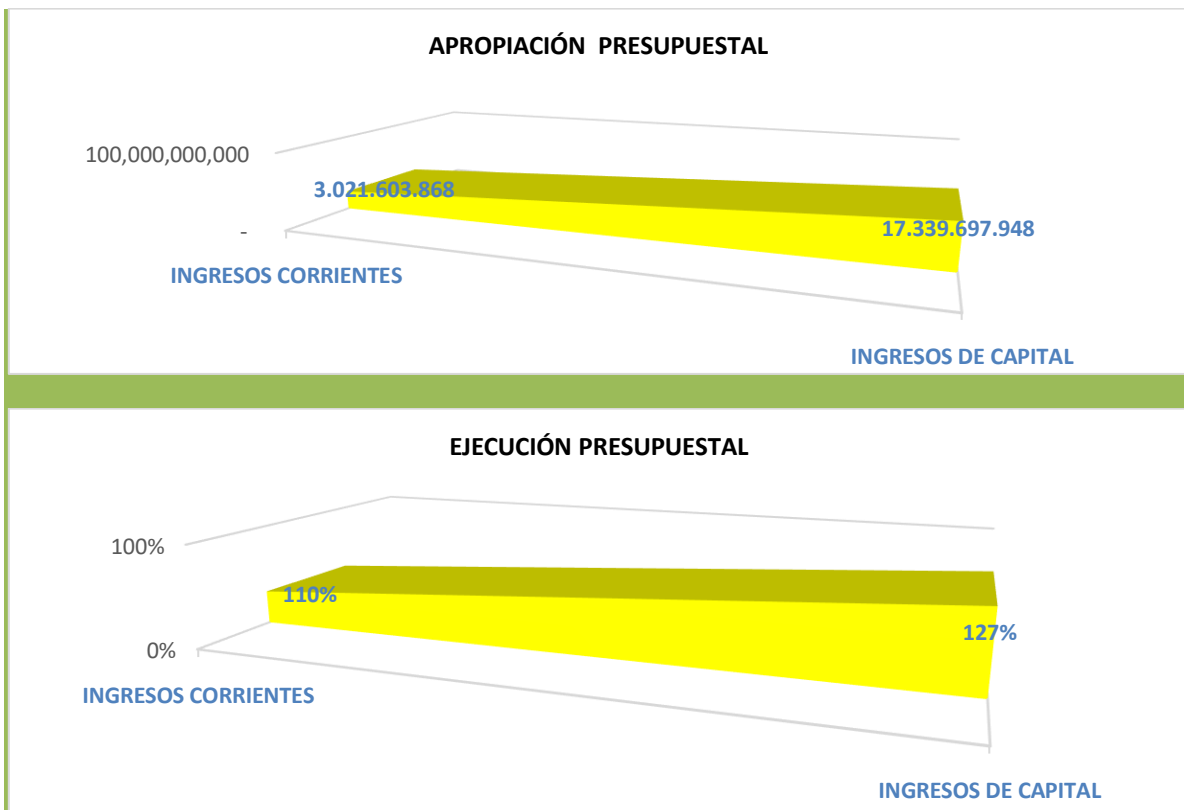 APROPIACIÓN PRESUPUESTAL
100,000,000,000
3.021.603.868
17.339.697.948
-
INGRESOS CORRIENTES
INGRESOS DE CAPITAL
EJECUCIÓN PRESUPUESTAL
100%
110%
127%
0%
INGRESOS CORRIENTES
INGRESOS DE CAPITAL